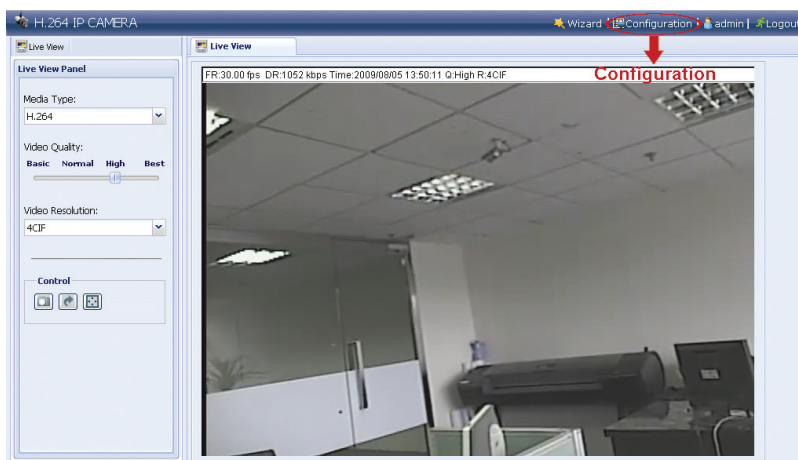 H.264 IP CAMERA
Wizard | Configuration | admin | Logout
Live View
Live View
Live View Panel
FR:30.00 fps DR:1052 kbps Time:2009/08/05 13:50:11 Q:High R:4CIF
Configuration
Media Type:
H.264
Video Quality:
Basic Normal High Best
Video Resolution:
4CIF
Control